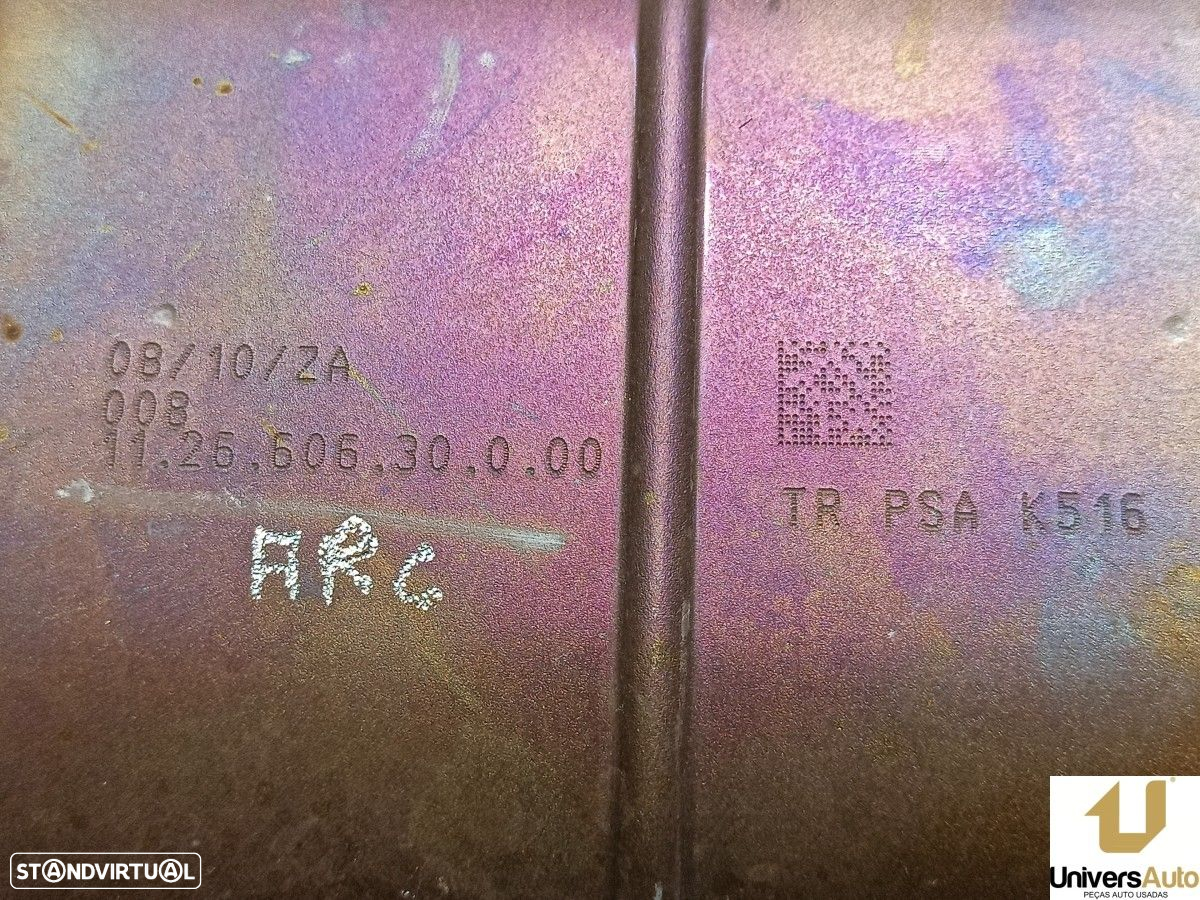 08/10/ZA
008
11.26.606.30.0.00
TR PSA K516
ARC
STANDVIRTUAL
UniversAuto
PEÇAS AUTO USADAS